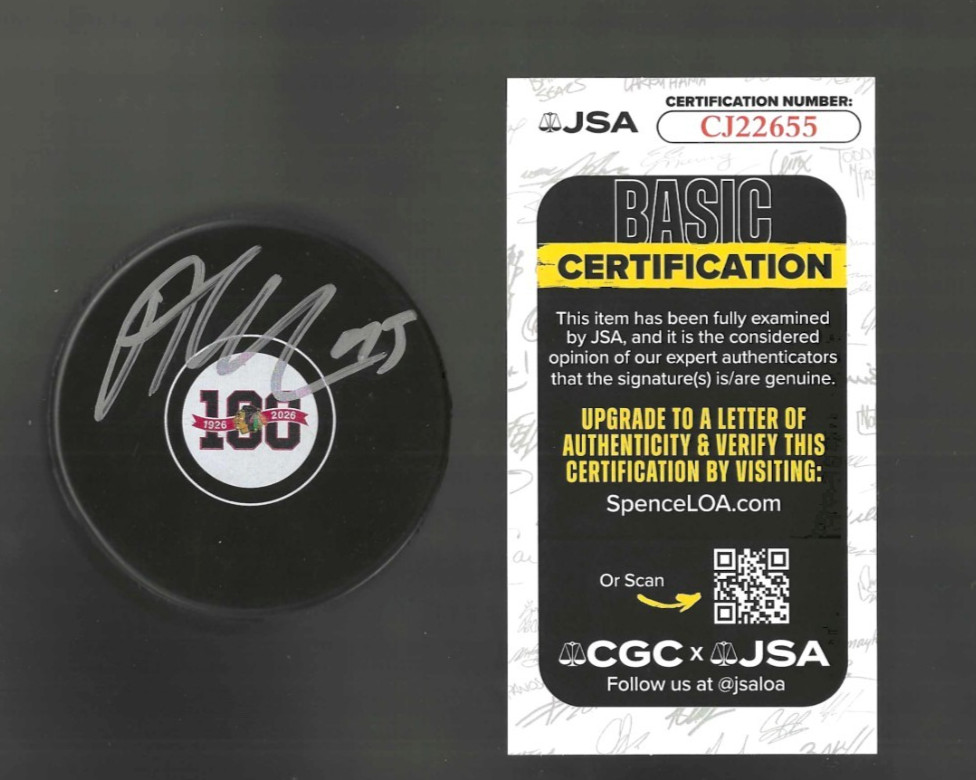 100
1926 2026
JSA
CERTIFICATION NUMBER:
CJ22655
BASIC
CERTIFICATION
This item has been fully examined
by JSA, and it is the considered
opinion of our expert authenticators
that the signature(s) is/are genuine.
UPGRADE TO A LETTER OF
AUTHENTICITY & VERIFY THIS
CERTIFICATION BY VISITING:
SpenceLOA.com
Or Scan
CGC x JSA
Follow us at @jsaloa